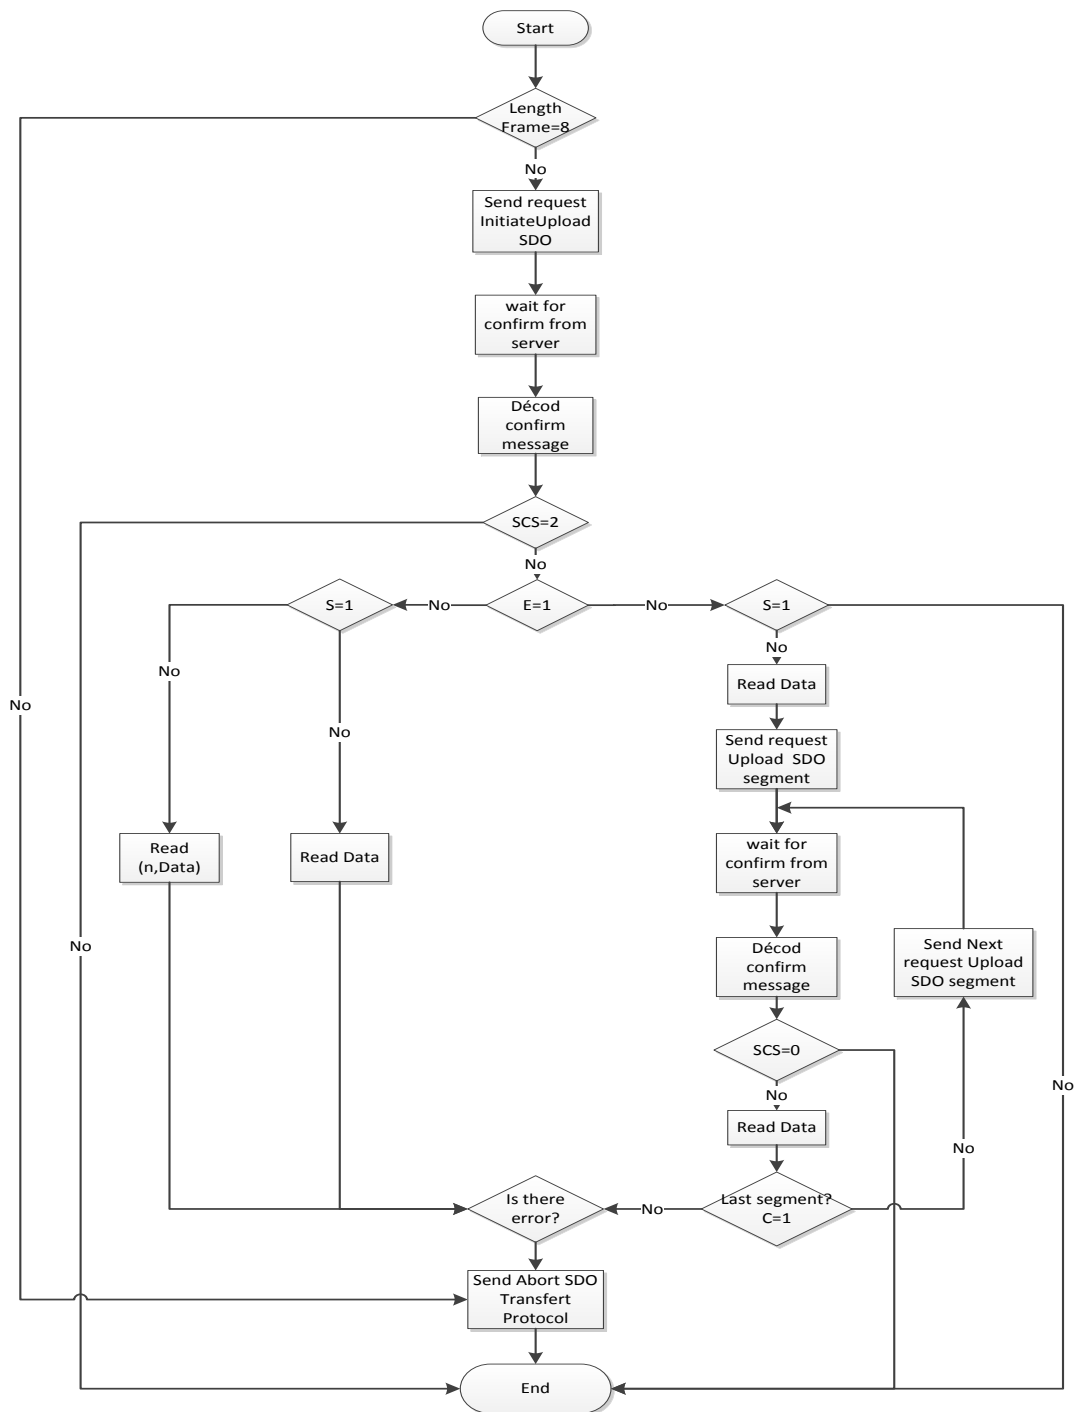 Start
Length
Frame=8
No
Send request
InitiateUpload
SDO
wait for
confirm from
server
Décod
confirm
message
SCS=2
No
S=1
No
E=1
No
S=1
No
No
Read Data
No
No
Send request
Upload  SDO
segment
Read
(n,Data)
Read Data
wait for
confirm from
server
No
Décod
confirm
message
Send Next
request Upload
SDO segment
SCS=0
No
No
Read Data
No
Is there
error?
No
Last segment?
C=1
Send Abort SDO
Transfert
Protocol
End